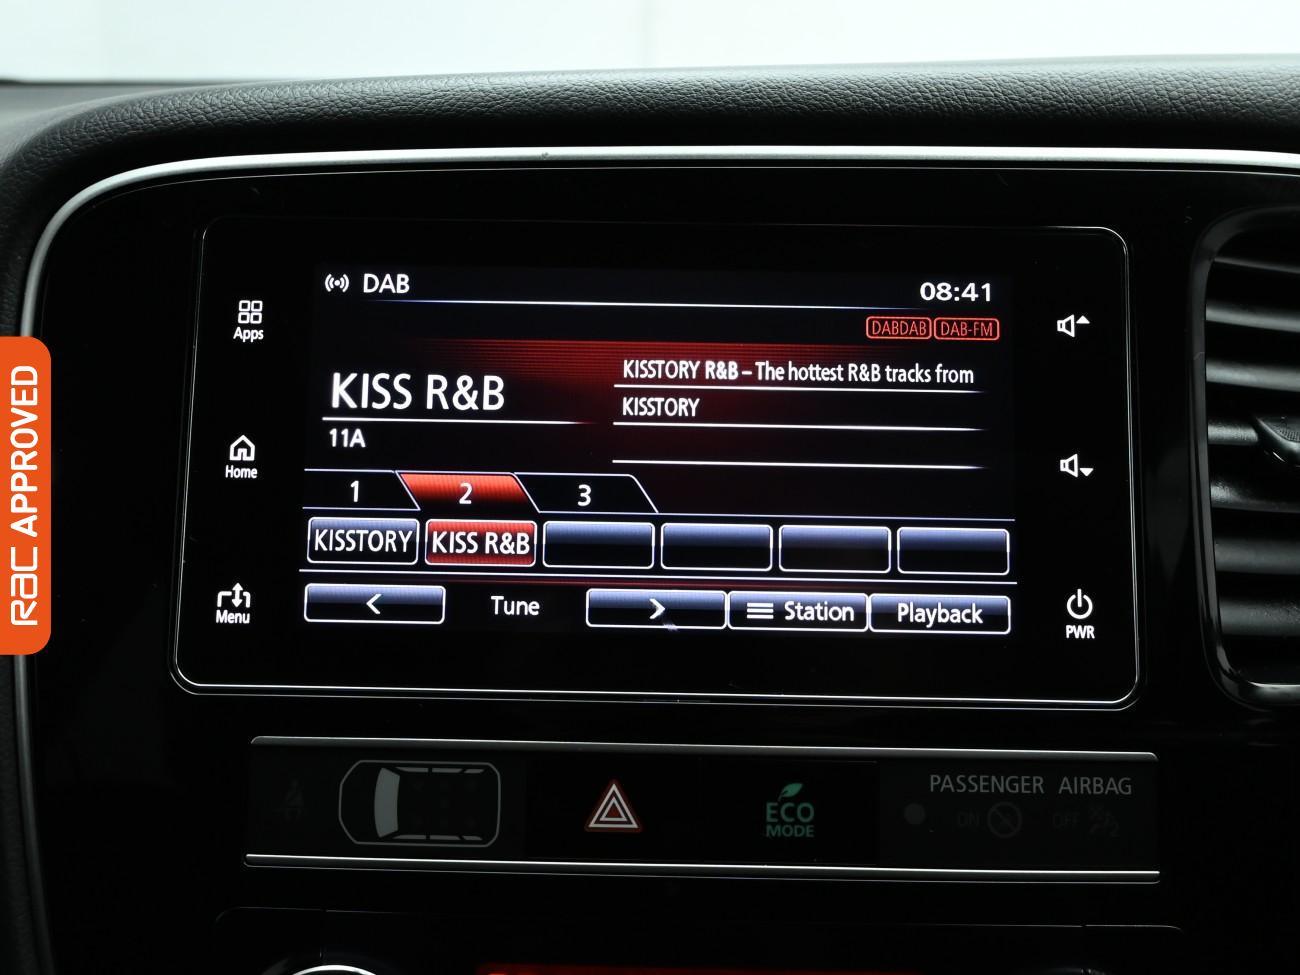 DAB
08:41
DABDAB DAB-FM
KISS R&B
KISSTORY R&B – The hottest R&B tracks from
KISSTORY
11A
1 2 3
KISSTORY KISS R&B
< Tune > Station Playback
Apps
Home
Menu
PWR
PASSENGER AIRBAG
ON OFF
ECO
MODE
RAC APPROVED